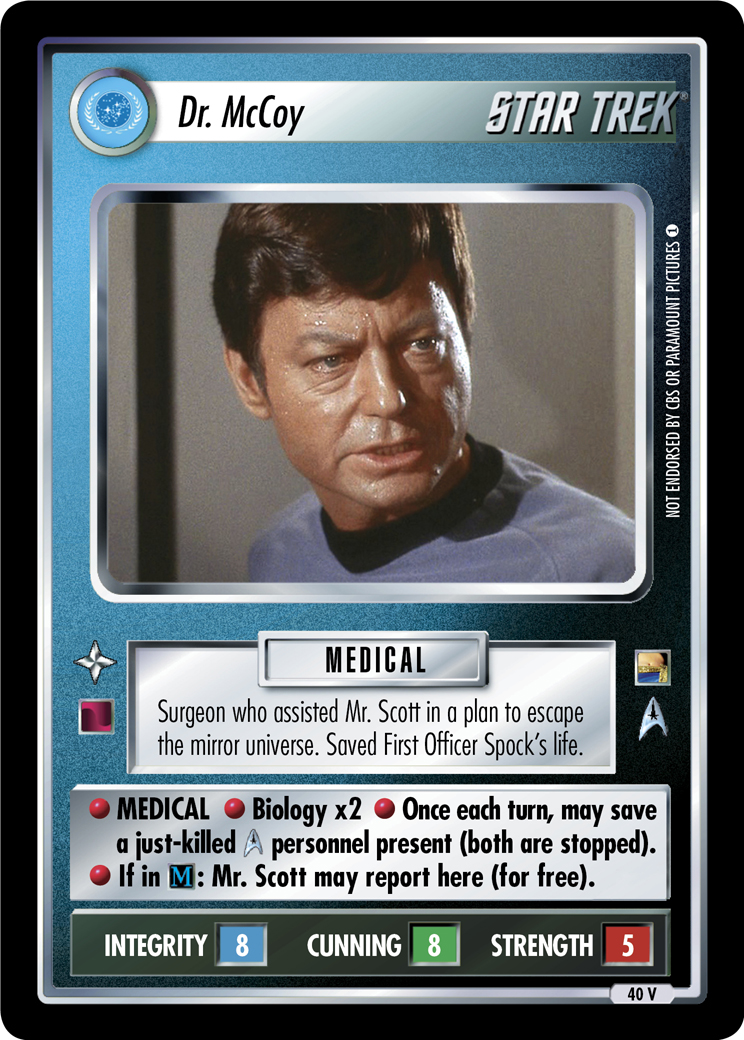 Dr. McCoy
STAR TREK®
NOT ENDORSED BY CBS OR PARAMOUNT PICTURES 1
MEDICAL
Surgeon who assisted Mr. Scott in a plan to escape
the mirror universe. Saved First Officer Spock's life.
• MEDICAL • Biology x2 • Once each turn, may save
a just-killed personnel present (both are stopped).
• If in M: Mr. Scott may report here (for free).
INTEGRITY 8 CUNNING 8 STRENGTH 5
40 V